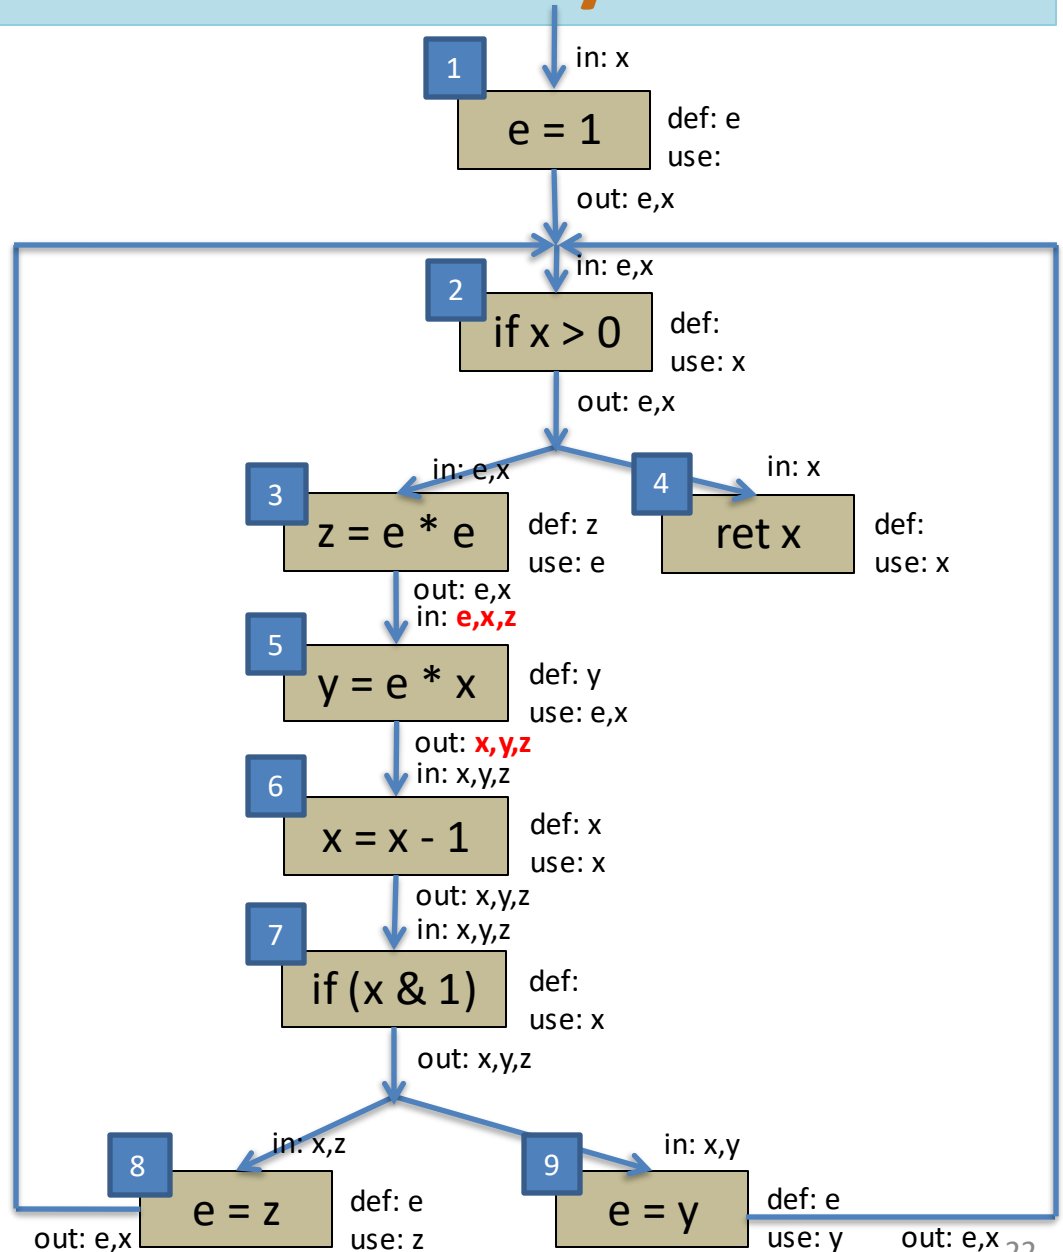 1
in: x
e = 1
def: e
use:
out: e,x
in: e,x
2
if x > 0
def:
use: x
out: e,x
in: e,x
3
z = e * e
def: z
use: e
out: e,x
in: x
4
ret x
def:
use: x
in: e,x,z
5
y = e * x
def: y
use: e,x
out: x,y,z
in: x,y,z
6
x = x - 1
def: x
use: x
out: x,y,z
in: x,y,z
7
if (x & 1)
def:
use: x
out: x,y,z
in: x,z
8
e = z
def: e
use: z
out: e,x
in: x,y
9
e = y
def: e
use: y
out: e,x